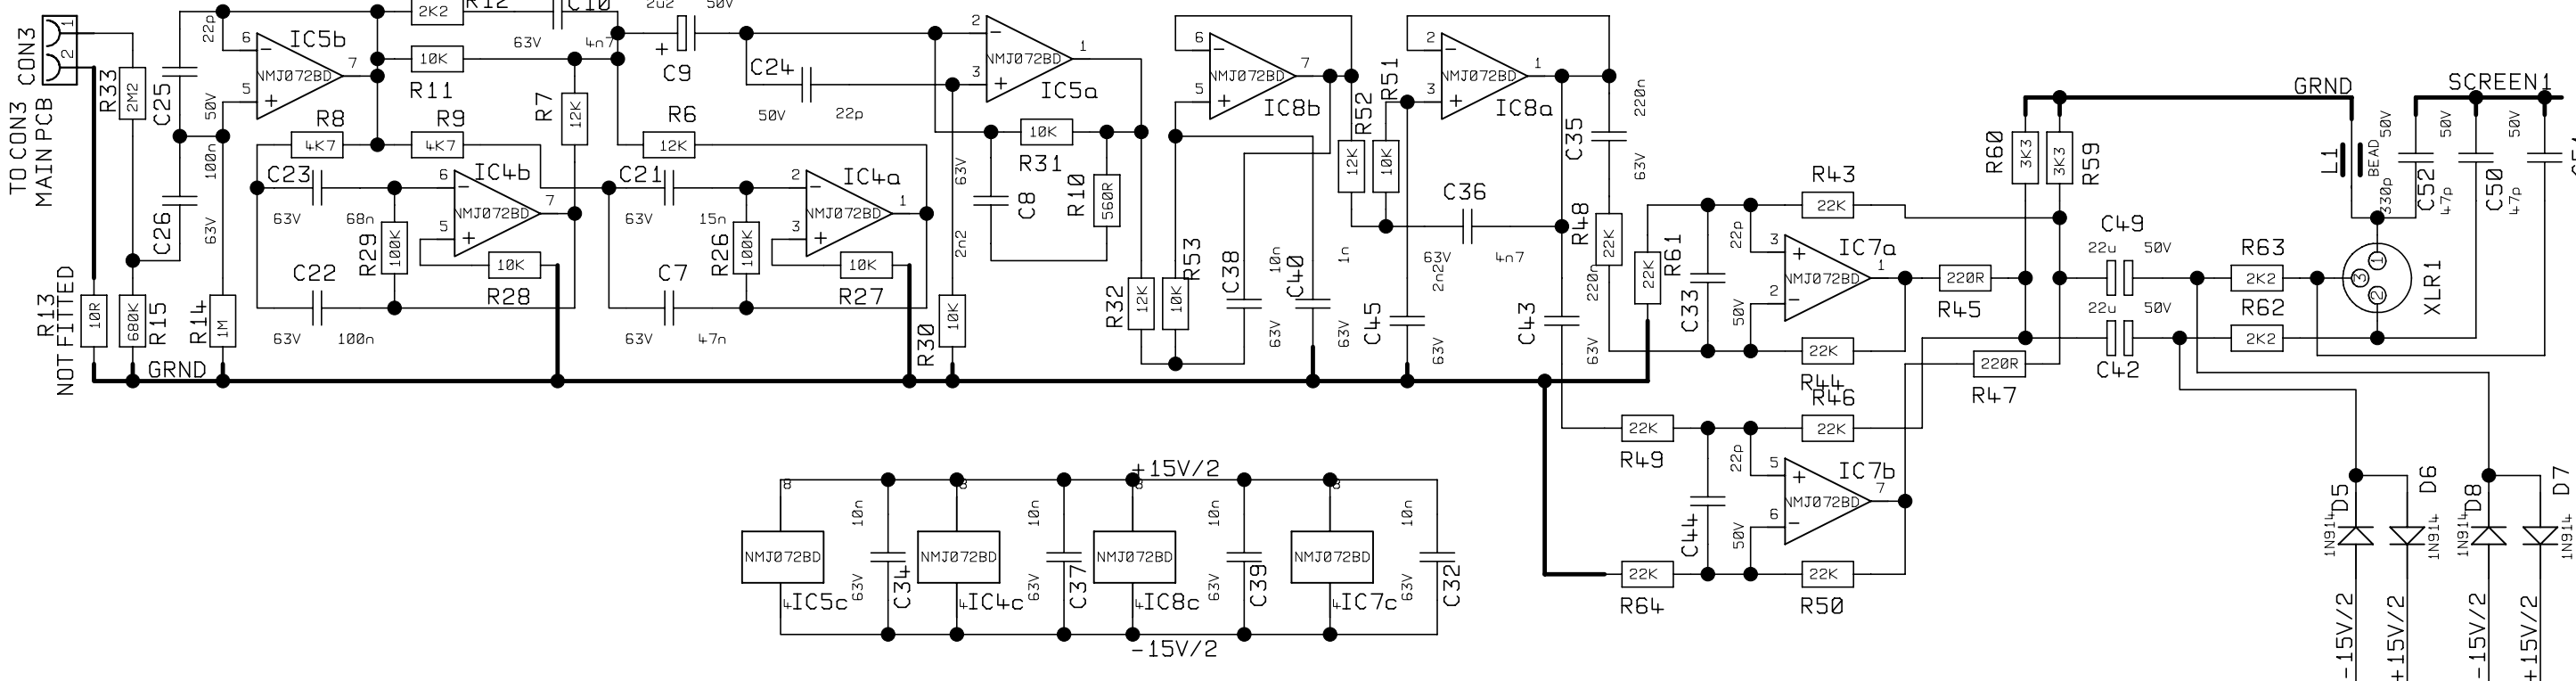 TO CON3
MAIN PCB
CON3
1
2
R33
2M2
C25
22p
50V
6
5
7
IC5b
NMJ072BD
R12
2K2
C10
63V
4n7
R11
10K
2u2
50V
C9
+
C24
50V
22p
2
3
1
IC5a
NMJ072BD
R8
4K7
R9
4K7
R7
12K
R6
12K
R31
10K
R10
560R
C8
63V
2n2
C26
100n
63V
C23
63V
68n
R29
100K
C22
63V
100n
6
5
7
IC4b
NMJ072BD
10K
R28
C21
63V
15n
R26
100K
C7
63V
47n
2
3
1
IC4a
NMJ072BD
10K
R27
R13
NOT FITTED
10R
R15
680K
R14
1M
GRND
R30
10K
R32
12K
R53
10K
6
5
7
IC8b
NMJ072BD
C38
10n
63V
C40
1n
63V
R52
12K
R51
10K
2
3
1
IC8a
NMJ072BD
C36
63V
4n7
C45
2n2
63V
C35
220n
63V
R48
22K
C43
220n
63V
R61
22K
C33
22p
50V
R43
22K
3
2
1
IC7a
NMJ072BD
R44
22K
R45
220R
R46
22K
R47
220R
R49
22K
C44
22p
50V
5
6
7
IC7b
NMJ072BD
R64
22K
R50
22K
R60
3K3
R59
3K3
GRND
SCREEN1
L1
BEAD
330p
50V
C52
47p
50V
C50
47p
50V
C49
22u
50V
22u
50V
C42
R63
2K2
R62
2K2
XLR1
1
2
3
D5
1N914
D6
1N914
D8
1N914
D7
1N914
-15V/2
+15V/2
-15V/2
+15V/2
+15V/2
8
NMJ072BD
4
IC5c
10n
63V
C34
8
NMJ072BD
4
IC4c
10n
63V
C37
8
NMJ072BD
4
IC8c
10n
63V
C39
8
NMJ072BD
4
IC7c
10n
63V
C32
-15V/2